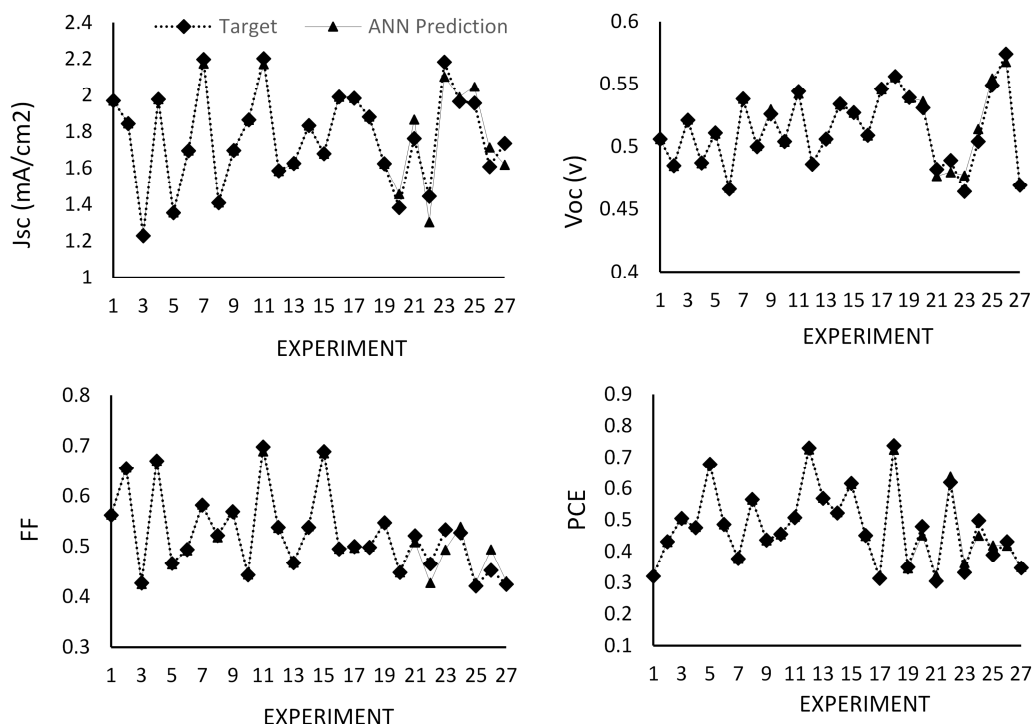 Target ANN Prediction
Jsc (mA/cm2)
2.4
2.2
2
1.8
1.6
1.4
1.2
1
1 3 5 7 9 11 13 15 17 19 21 23 25 27
EXPERIMENT
Voc (v)
0.6
0.55
0.5
0.45
0.4
1 3 5 7 9 11 13 15 17 19 21 23 25 27
EXPERIMENT
FF
0.8
0.7
0.6
0.5
0.4
0.3
1 3 5 7 9 11 13 15 17 19 21 23 25 27
EXPERIMENT
PCE
0.9
0.8
0.7
0.6
0.5
0.4
0.3
0.2
0.1
1 3 5 7 9 11 13 15 17 19 21 23 25 27
EXPERIMENT